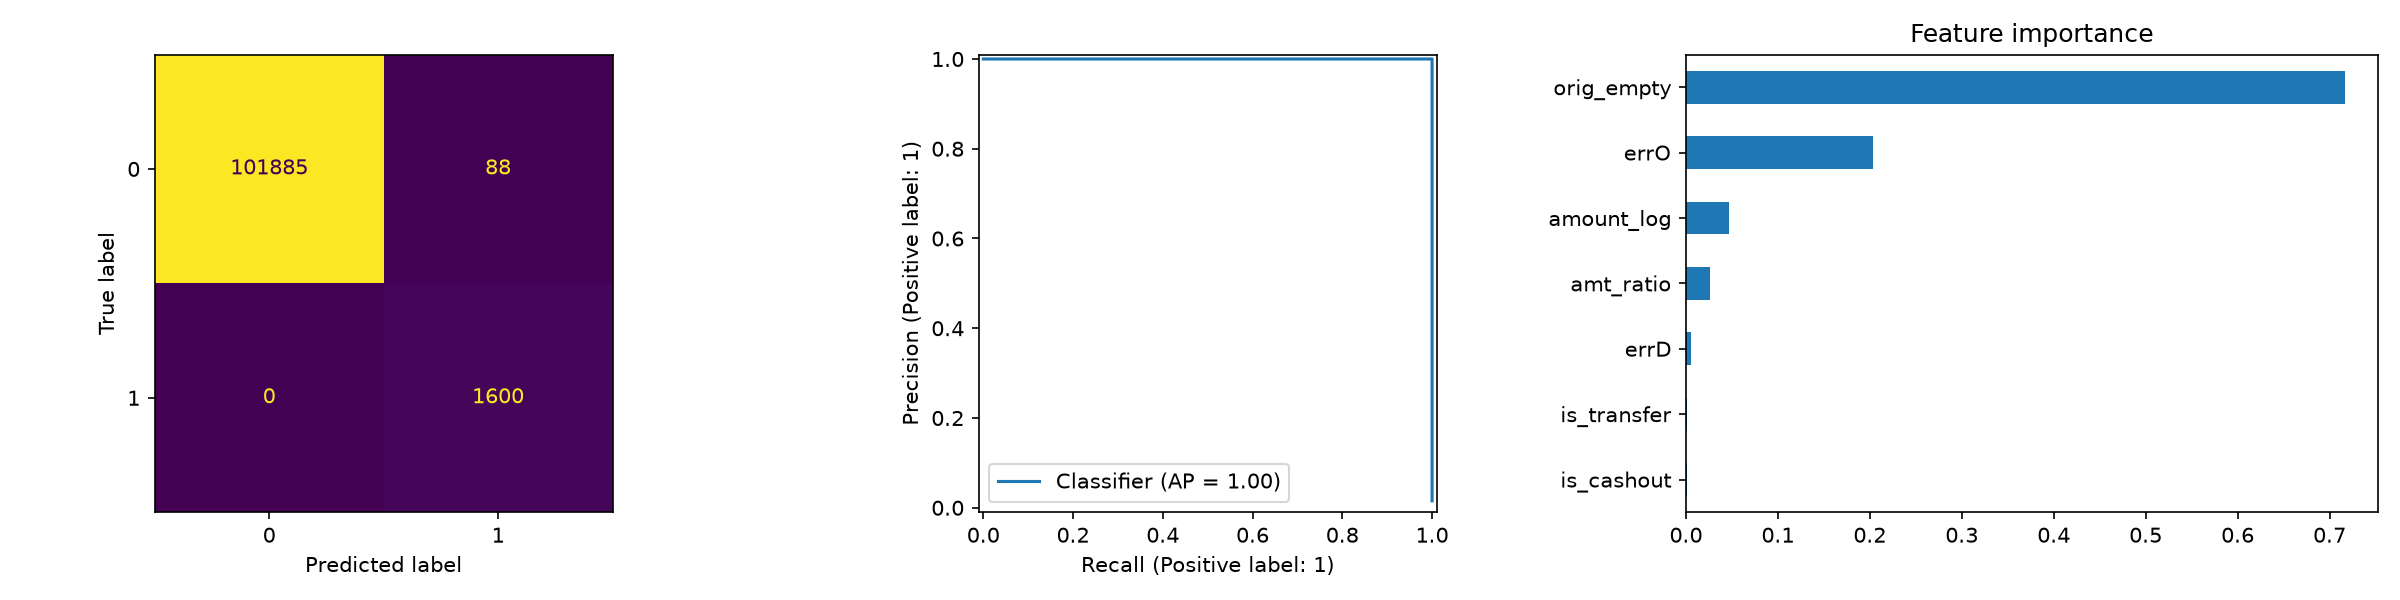 True label
0
1
101885
88
0
1600
0
1
Predicted label
Precision (Positive label: 1)
1.0
0.8
0.6
0.4
0.2
0.0
Classifier (AP = 1.00)
0.0 0.2 0.4 0.6 0.8 1.0
Recall (Positive label: 1)
Feature importance
orig_empty
errO
amount_log
amt_ratio
errD
is_transfer
is_cashout
0.0 0.1 0.2 0.3 0.4 0.5 0.6 0.7